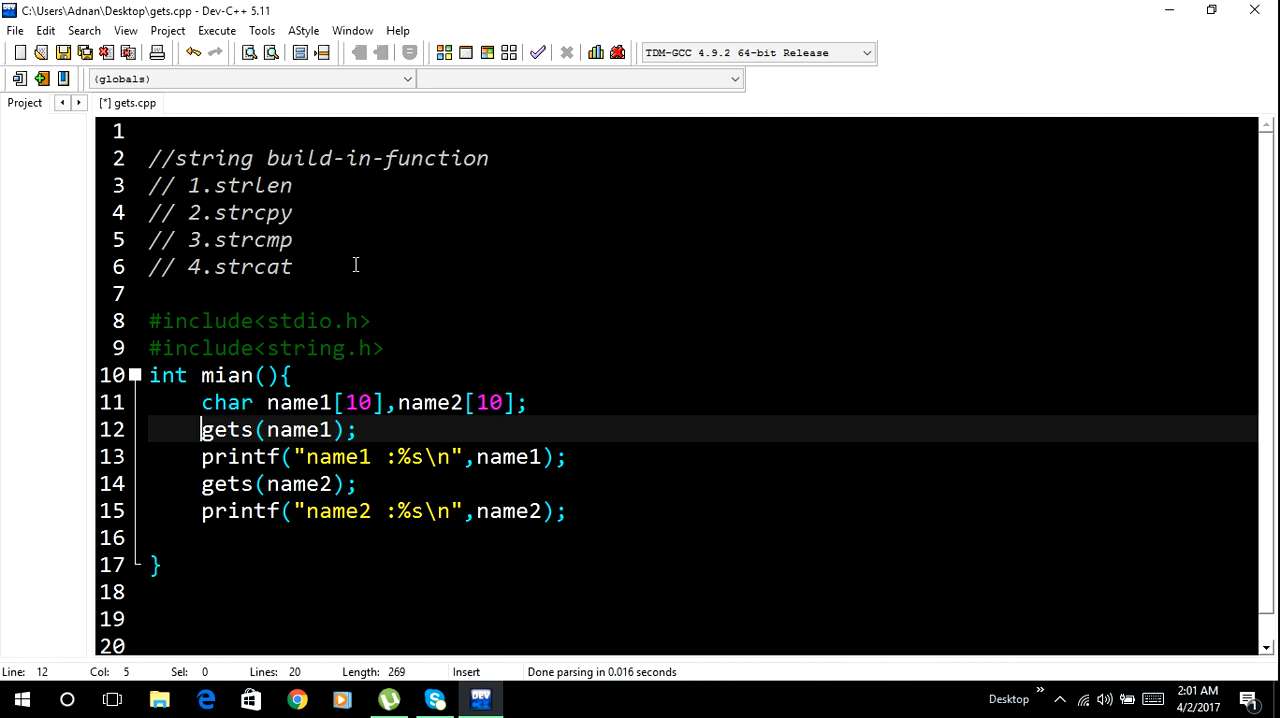 C:\Users\Adnan\Desktop\gets.cpp - Dev-C++ 5.11
File Edit Search View Project Execute Tools AStyle Window Help
TDM-GCC 4.9.2 64-bit Release
(globals)
Project [*] gets.cpp
1
2 //string build-in-function
3 // 1.strlen
4 // 2.strcpy
5 // 3.strcmp
6 // 4.strcat
7
8 #include<stdio.h>
9 #include<string.h>
10 int mian(){
11 char name1[10],name2[10];
12 gets(name1);
13 printf("name1 :%s\n",name1);
14 gets(name2);
15 printf("name2 :%s\n",name2);
16
17 }
18
19
20
Line: 12 Col: 5 Sel: 0 Lines: 20 Length: 269 Insert Done parsing in 0.016 seconds
DEV
Desktop 2:01 AM
4/2/2017 1